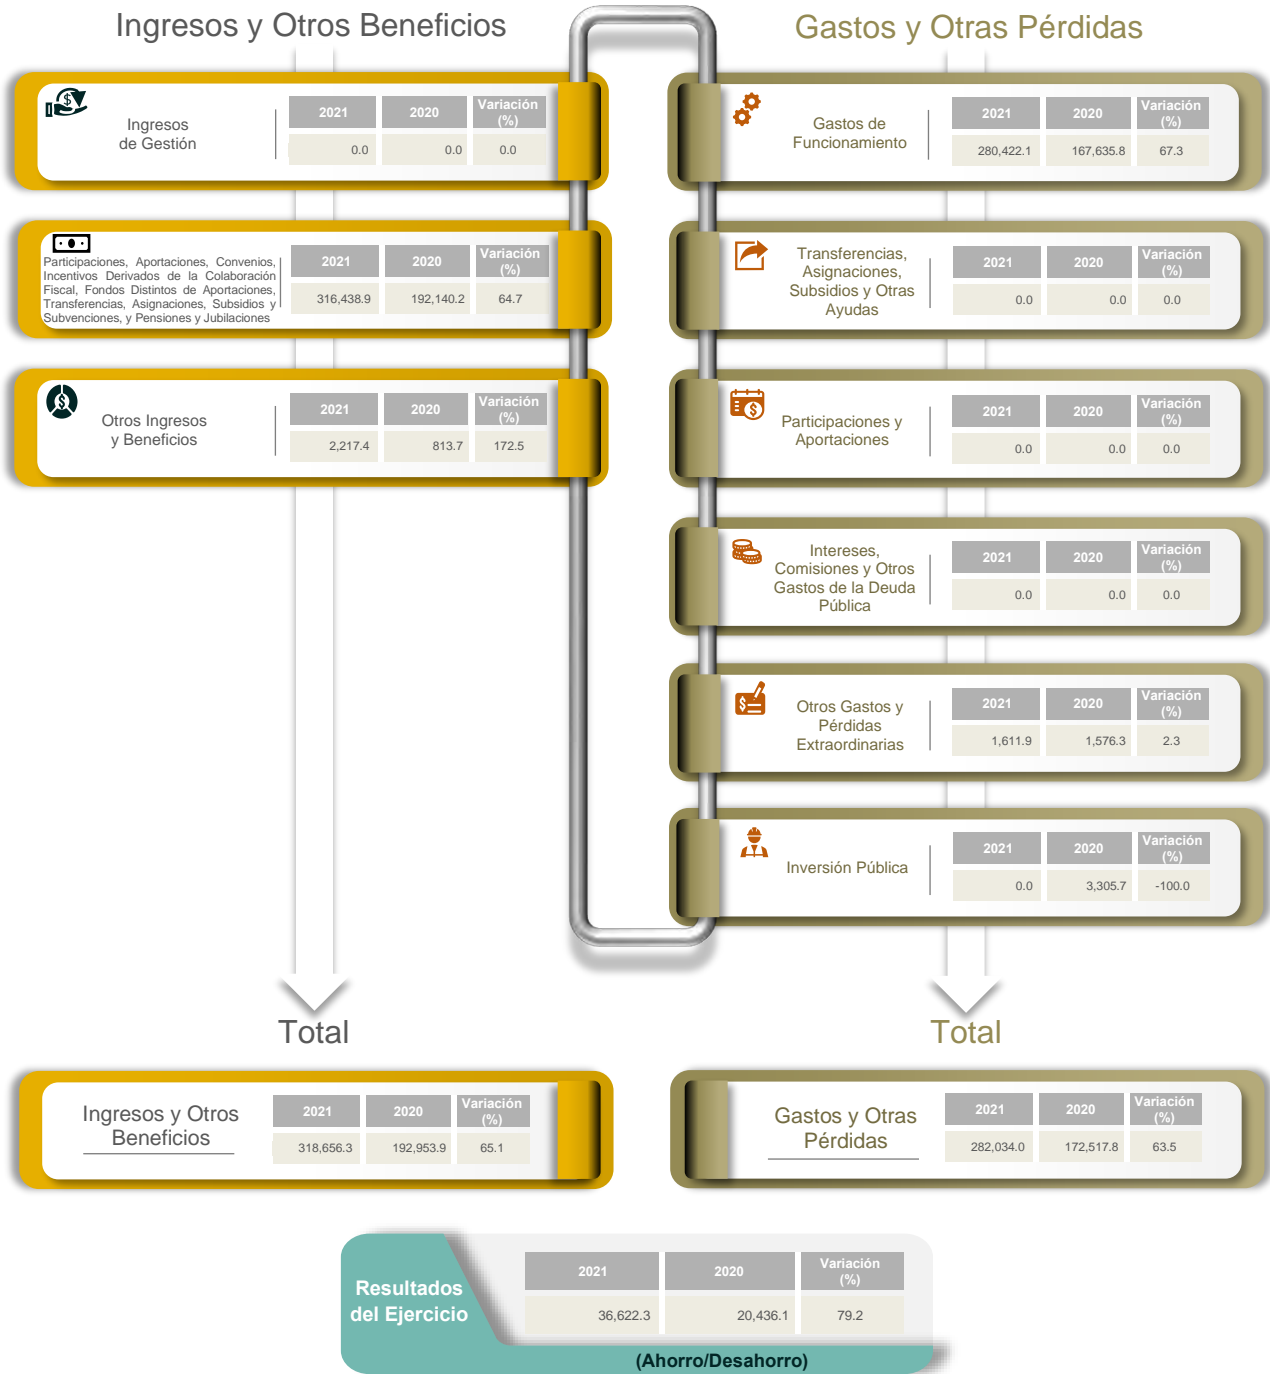 Ingresos y Otros Beneficios
Ingresos
de Gestión
2021 2020 Variación (%)
0.0 0.0 0.0
Participaciones, Aportaciones, Convenios,
Incentivos Derivados de la Colaboración
Fiscal, Fondos Distintos de Aportaciones,
Transferencias, Asignaciones, Subsidios y
Subvenciones, y Pensiones y Jubilaciones
2021 2020 Variación (%)
316,438.9 192,140.2 64.7
Otros Ingresos
y Beneficios
2021 2020 Variación (%)
2,217.4 813.7 172.5
Gastos y Otras Pérdidas
Gastos de
Funcionamiento
2021 2020 Variación (%)
280,422.1 167,635.8 67.3
Transferencias,
Asignaciones,
Subsidios y Otras
Ayudas
2021 2020 Variación (%)
0.0 0.0 0.0
Participaciones y
Aportaciones
2021 2020 Variación (%)
0.0 0.0 0.0
Intereses,
Comisiones y Otros
Gastos de la Deuda
Pública
2021 2020 Variación (%)
0.0 0.0 0.0
Otros Gastos y
Pérdidas
Extraordinarias
2021 2020 Variación (%)
1,611.9 1,576.3 2.3
Inversión Pública
2021 2020 Variación (%)
0.0 3,305.7 -100.0
Total
Ingresos y Otros
Beneficios
2021 2020 Variación (%)
318,656.3 192,953.9 65.1
Total
Gastos y Otras
Pérdidas
2021 2020 Variación (%)
282,034.0 172,517.8 63.5
Resultados
del Ejercicio
2021 2020 Variación (%)
36,622.3 20,436.1 79.2
(Ahorro/Desahorro)